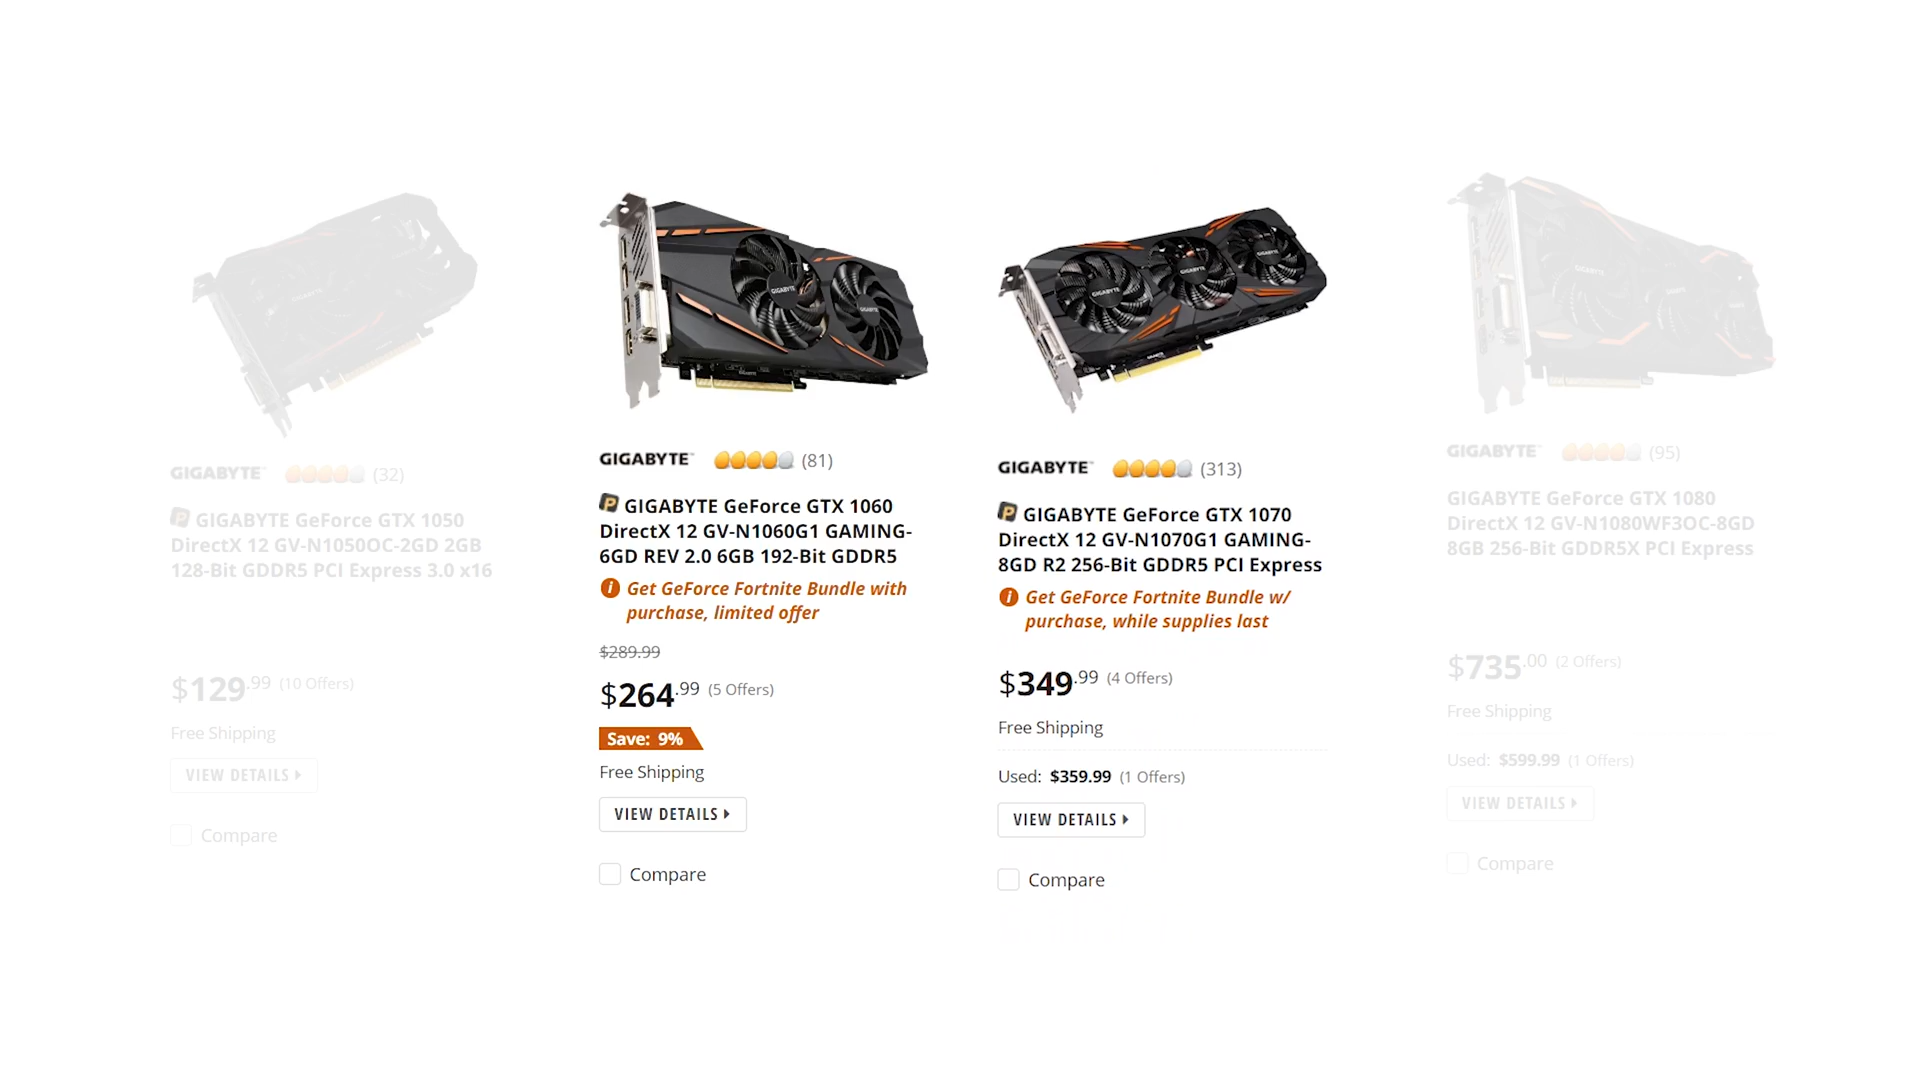 GIGABYTE™ (32)
GIGABYTE GeForce GTX 1050
DirectX 12 GV-N1050OC-2GD 2GB
128-Bit GDDR5 PCI Express 3.0 x16
$129.99 (10 Offers)
Free Shipping
VIEW DETAILS
Compare
GIGABYTE™ (81)
P GIGABYTE GeForce GTX 1060
DirectX 12 GV-N1060G1 GAMING-
6GD REV 2.0 6GB 192-Bit GDDR5
i Get GeForce Fortnite Bundle with
purchase, limited offer
$289.99
$264.99 (5 Offers)
Save: 9%
Free Shipping
VIEW DETAILS
Compare
GIGABYTE™ (313)
P GIGABYTE GeForce GTX 1070
DirectX 12 GV-N1070G1 GAMING-
8GD R2 256-Bit GDDR5 PCI Express
i Get GeForce Fortnite Bundle w/
purchase, while supplies last
$349.99 (4 Offers)
Free Shipping
Used: $359.99 (1 Offers)
VIEW DETAILS
Compare
GIGABYTE™ (95)
GIGABYTE GeForce GTX 1080
DirectX 12 GV-N1080WF3OC-8GD
8GB 256-Bit GDDR5X PCI Express
$735.00 (2 Offers)
Free Shipping
Used: $599.99 (1 Offers)
VIEW DETAILS
Compare